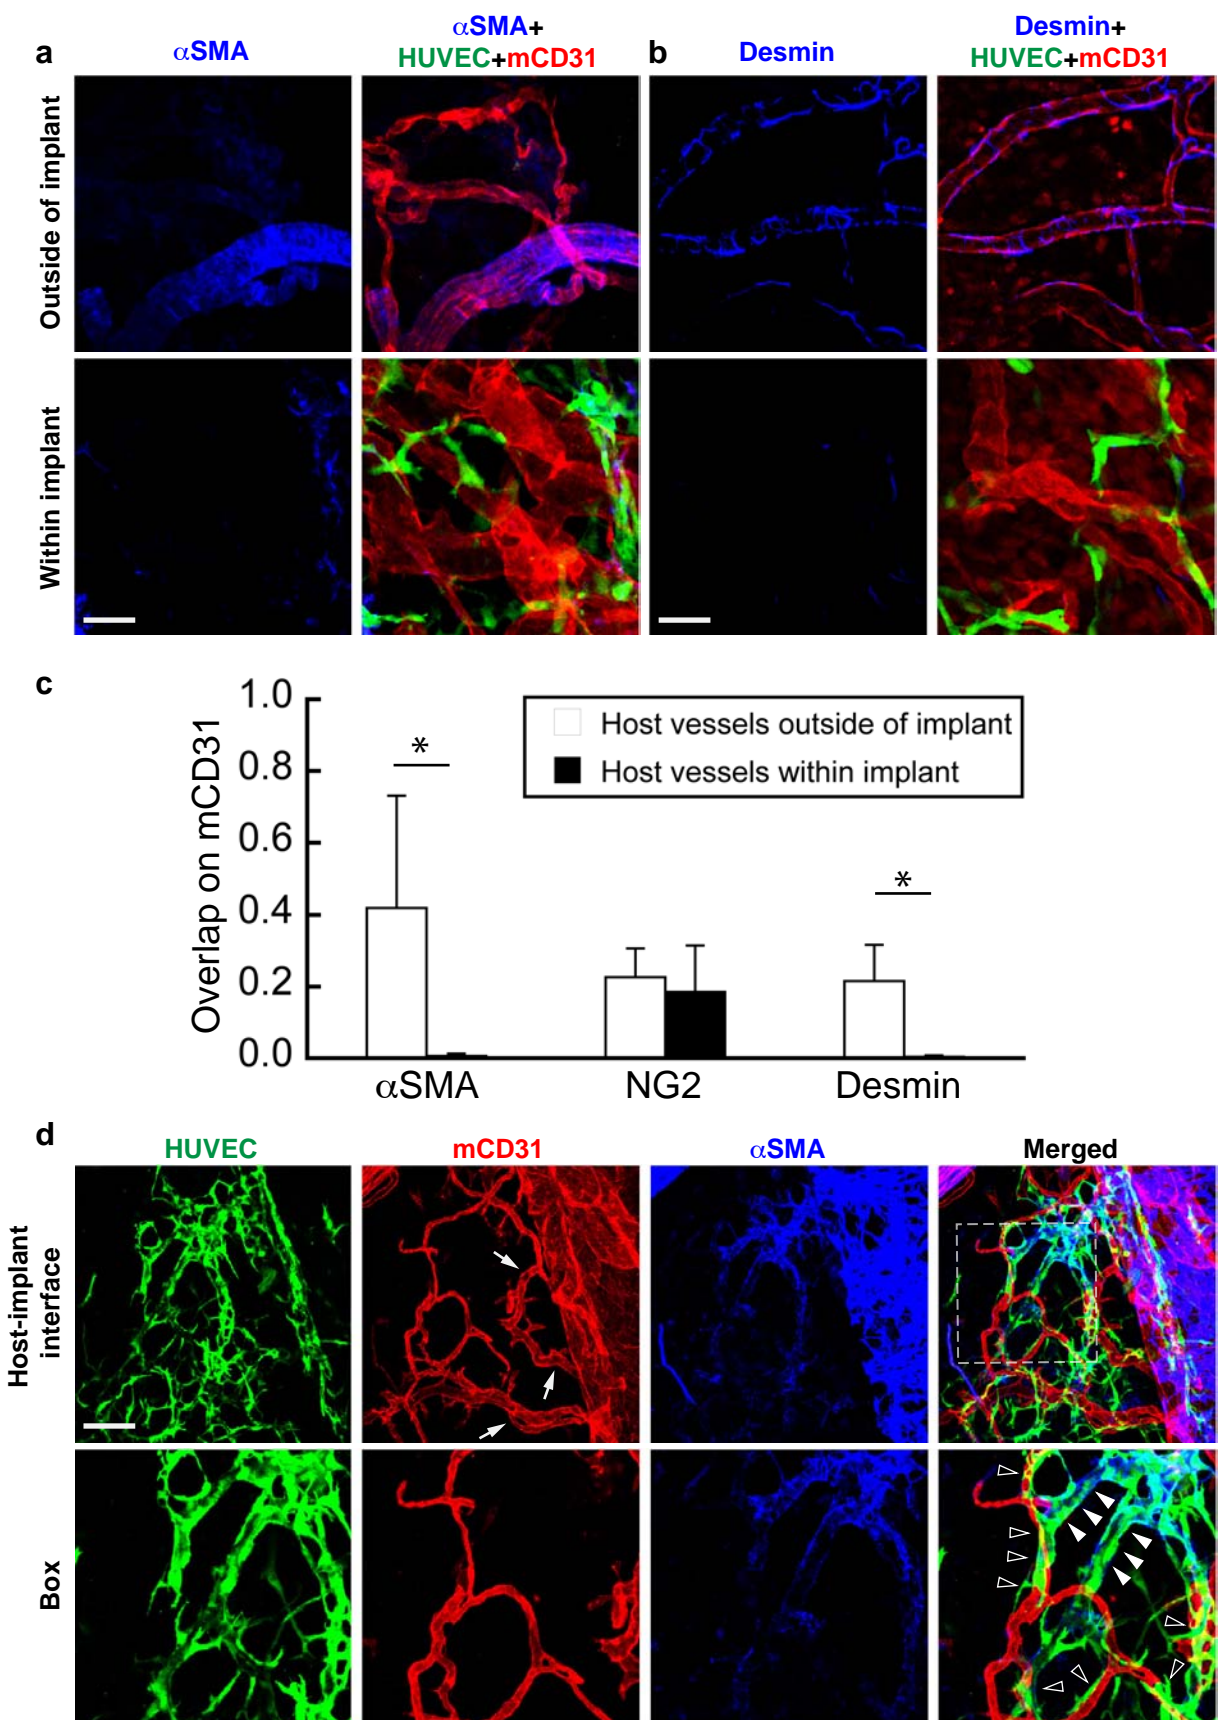 a
αSMA
αSMA+
HUVEC+mCD31
b
Desmin
Desmin+
HUVEC+mCD31
Outside of implant
Within implant
c
Overlap on mCD31
1.0
0.8
0.6
0.4
0.2
0.0
Host vessels outside of implant
Host vessels within implant
*
*
αSMA
NG2
Desmin
d
HUVEC
mCD31
αSMA
Merged
Host-implant
interface
Box